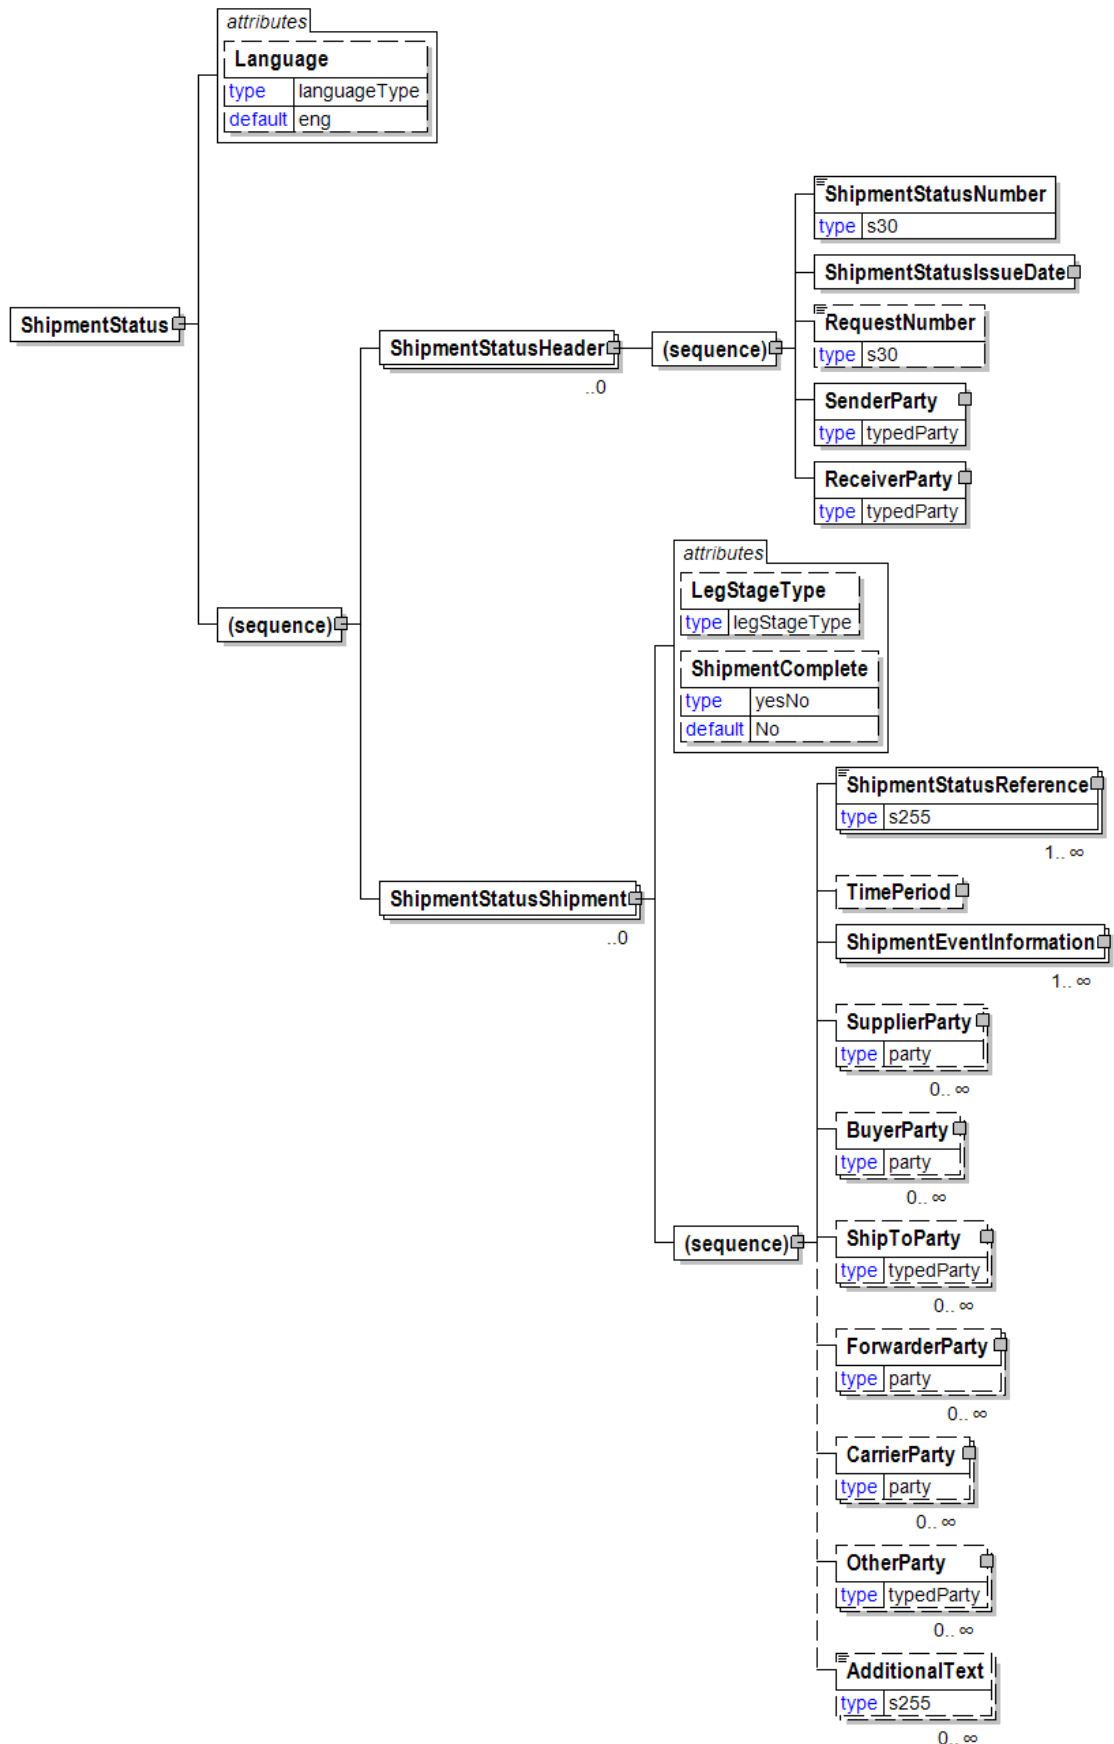 attributes
Language
type languageType
default eng
ShipmentStatus
(sequence)
ShipmentStatusHeader
..0
(sequence)
ShipmentStatusNumber
type s30
ShipmentStatusIssueDate
RequestNumber
type s30
SenderParty
type typedParty
ReceiverParty
type typedParty
ShipmentStatusShipment
..0
attributes
LegStageType
type legStageType
ShipmentComplete
type yesNo
default No
(sequence)
ShipmentStatusReference
type s255
1.. ∞
TimePeriod
ShipmentEventInformation
1.. ∞
SupplierParty
type party
0.. ∞
BuyerParty
type party
0.. ∞
ShipToParty
type typedParty
0.. ∞
ForwarderParty
type party
0.. ∞
CarrierParty
type party
0.. ∞
OtherParty
type typedParty
0.. ∞
AdditionalText
type s255
0.. ∞